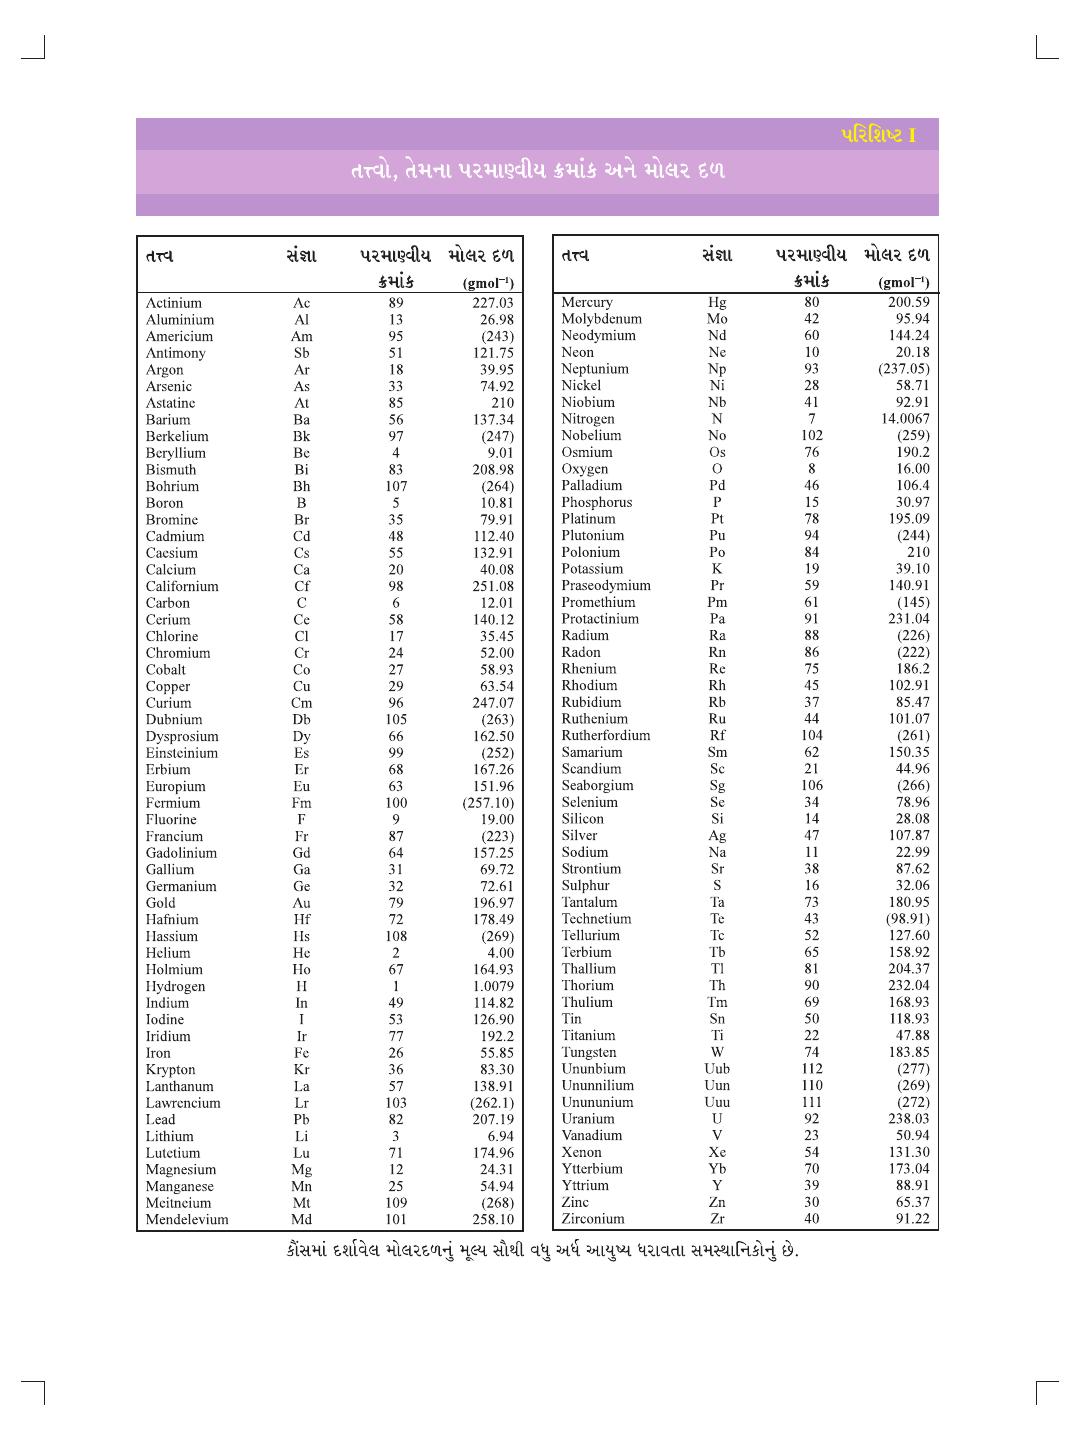 પરિશિષ્ટ I
તત્ત્વો, તેમના પરમાણ્વીય ક્રમાંક અને મોલર દળ
તત્ત્વ સંજ્ઞા પરમાણ્વીય મોલર દળ
ક્રમાંક (gmol⁻¹)
Actinium Ac 89 227.03
Aluminium Al 13 26.98
Americium Am 95 (243)
Antimony Sb 51 121.75
Argon Ar 18 39.95
Arsenic As 33 74.92
Astatine At 85 210
Barium Ba 56 137.34
Berkelium Bk 97 (247)
Beryllium Be 4 9.01
Bismuth Bi 83 208.98
Bohrium Bh 107 (264)
Boron B 5 10.81
Bromine Br 35 79.91
Cadmium Cd 48 112.40
Caesium Cs 55 132.91
Calcium Ca 20 40.08
Californium Cf 98 251.08
Carbon C 6 12.01
Cerium Ce 58 140.12
Chlorine Cl 17 35.45
Chromium Cr 24 52.00
Cobalt Co 27 58.93
Copper Cu 29 63.54
Curium Cm 96 247.07
Dubnium Db 105 (263)
Dysprosium Dy 66 162.50
Einsteinium Es 99 (252)
Erbium Er 68 167.26
Europium Eu 63 151.96
Fermium Fm 100 (257.10)
Fluorine F 9 19.00
Francium Fr 87 (223)
Gadolinium Gd 64 157.25
Gallium Ga 31 69.72
Germanium Ge 32 72.61
Gold Au 79 196.97
Hafnium Hf 72 178.49
Hassium Hs 108 (269)
Helium He 2 4.00
Holmium Ho 67 164.93
Hydrogen H 1 1.0079
Indium In 49 114.82
Iodine I 53 126.90
Iridium Ir 77 192.2
Iron Fe 26 55.85
Krypton Kr 36 83.30
Lanthanum La 57 138.91
Lawrencium Lr 103 (262.1)
Lead Pb 82 207.19
Lithium Li 3 6.94
Lutetium Lu 71 174.96
Magnesium Mg 12 24.31
Manganese Mn 25 54.94
Meitneium Mt 109 (268)
Mendelevium Md 101 258.10
તત્ત્વ સંજ્ઞા પરમાણ્વીય મોલર દળ
ક્રમાંક (gmol⁻¹)
Mercury Hg 80 200.59
Molybdenum Mo 42 95.94
Neodymium Nd 60 144.24
Neon Ne 10 20.18
Neptunium Np 93 (237.05)
Nickel Ni 28 58.71
Niobium Nb 41 92.91
Nitrogen N 7 14.0067
Nobelium No 102 (259)
Osmium Os 76 190.2
Oxygen O 8 16.00
Palladium Pd 46 106.4
Phosphorus P 15 30.97
Platinum Pt 78 195.09
Plutonium Pu 94 (244)
Polonium Po 84 210
Potassium K 19 39.10
Praseodymium Pr 59 140.91
Promethium Pm 61 (145)
Protactinium Pa 91 231.04
Radium Ra 88 (226)
Radon Rn 86 (222)
Rhenium Re 75 186.2
Rhodium Rh 45 102.91
Rubidium Rb 37 85.47
Ruthenium Ru 44 101.07
Rutherfordium Rf 104 (261)
Samarium Sm 62 150.35
Scandium Sc 21 44.96
Seaborgium Sg 106 (266)
Selenium Se 34 78.96
Silicon Si 14 28.08
Silver Ag 47 107.87
Sodium Na 11 22.99
Strontium Sr 38 87.62
Sulphur S 16 32.06
Tantalum Ta 73 180.95
Technetium Te 43 (98.91)
Tellurium Te 52 127.60
Terbium Tb 65 158.92
Thallium Tl 81 204.37
Thorium Th 90 232.04
Thulium Tm 69 168.93
Tin Sn 50 118.93
Titanium Ti 22 47.88
Tungsten W 74 183.85
Ununbium Uub 112 (277)
Ununnilium Uun 110 (269)
Unununium Uuu 111 (272)
Uranium U 92 238.03
Vanadium V 23 50.94
Xenon Xe 54 131.30
Ytterbium Yb 70 173.04
Yttrium Y 39 88.91
Zinc Zn 30 65.37
Zirconium Zr 40 91.22
કૌંસમાં દર્શાવેલ મોલરદળનું મૂલ્ય સૌથી વધુ અર્ધ આયુષ્ય ધરાવતા સમસ્થાનિકોનું છે.